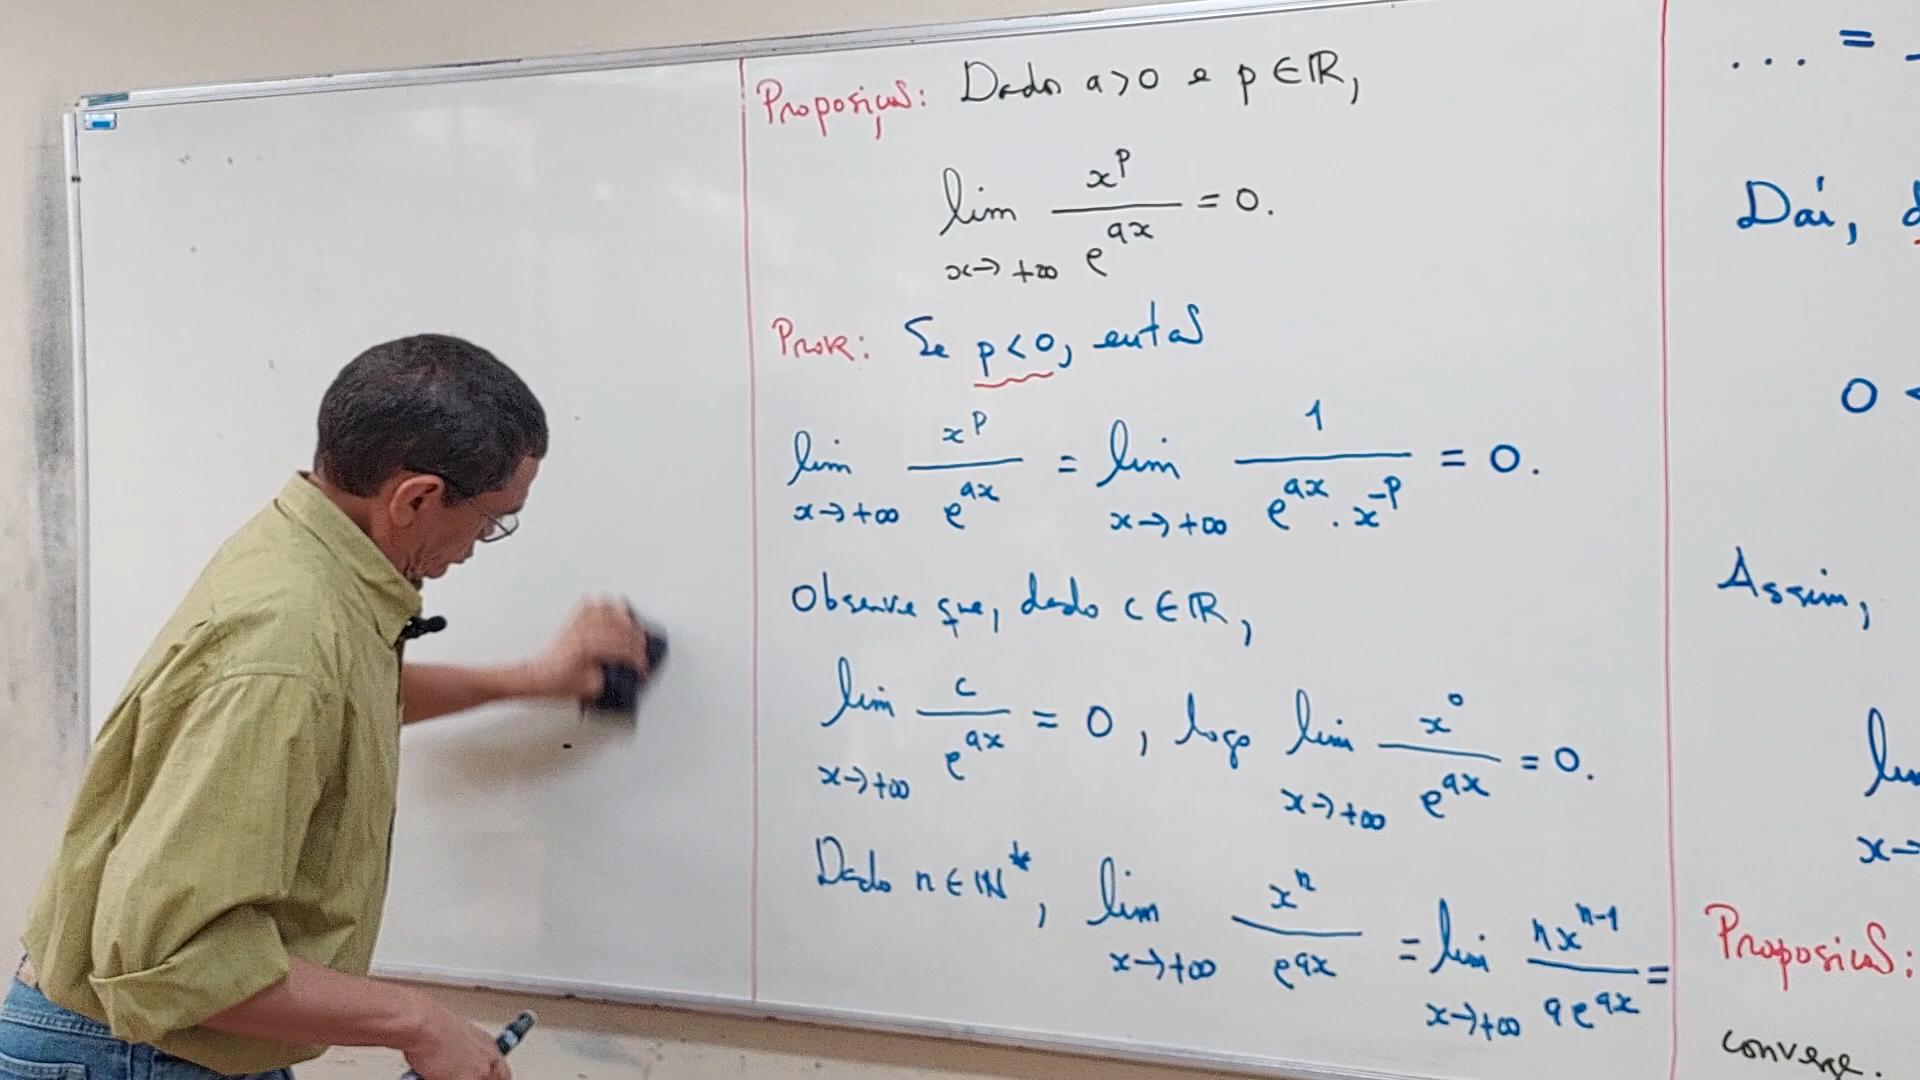 Proposição: Dados a>0 e p∈ℝ,
lim x→+∞ x^p / e^{ax} = 0.
Prova: Se p<0, então
lim x→+∞ x^p / e^{ax} = lim x→+∞ 1 / (e^{ax} . x^{-p}) = 0.
Observe que, dado c∈ℝ,
lim x→+∞ c / e^{ax} = 0, logo lim x→+∞ x^0 / e^{ax} = 0.
Dado n∈ℕ*, lim x→+∞ x^n / e^{ax} = lim x→+∞ nx^{n-1} / ae^{ax} =
... =
Daí,
0 <
Assim,
Proposição:
converge.